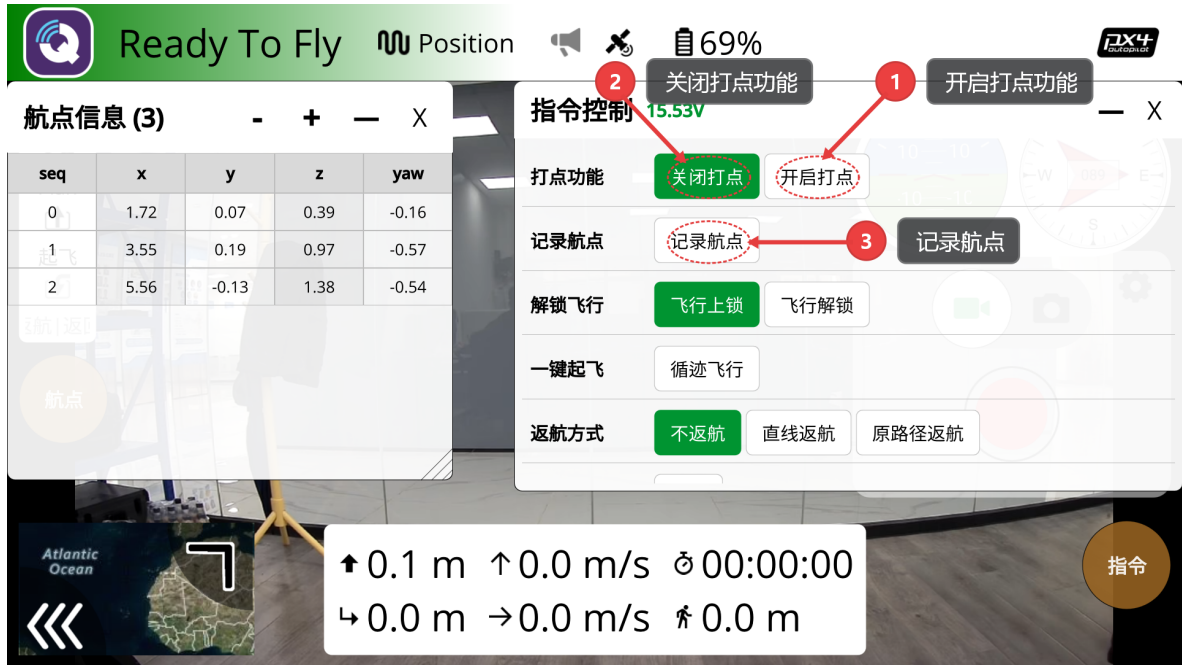 Ready To Fly Position 69% PX4 autopilot
2 关闭打点功能 1 开启打点功能
航点信息 (3) - + — X
指令控制 15.53V — X
seq x y z yaw
0 1.72 0.07 0.39 -0.16
1 3.55 0.19 0.97 -0.57
2 5.56 -0.13 1.38 -0.54
打点功能 关闭打点 开启打点
记录航点 记录航点 3 记录航点
解锁飞行 飞行上锁 飞行解锁
一键起飞 循迹飞行
返航方式 不返航 直线返航 原路径返航
起飞
航点
W 089 E
S
Atlantic
Ocean
0.1 m 0.0 m/s 00:00:00
0.0 m 0.0 m/s 0.0 m
指令